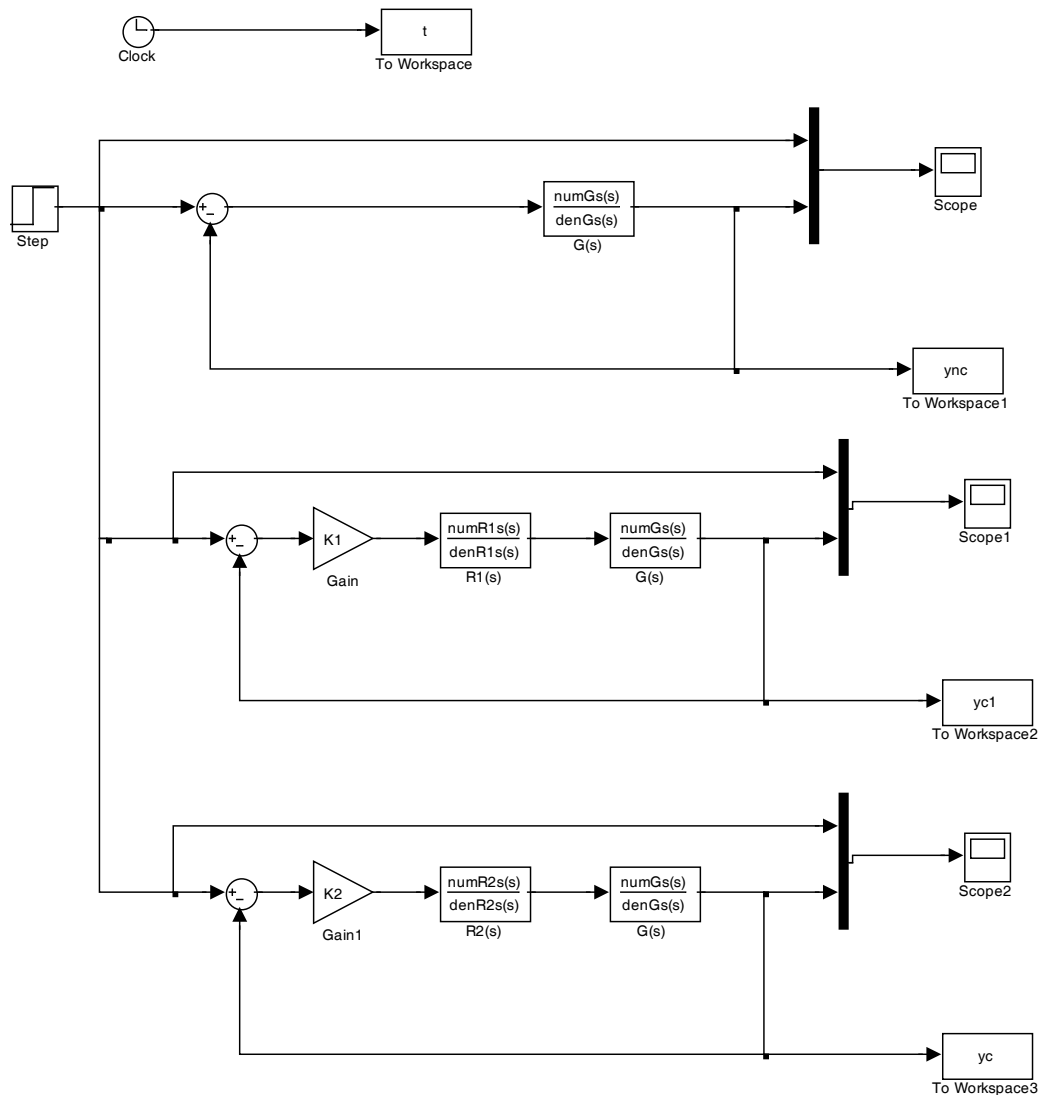 t
Clock
To Workspace
numGs(s)
denGs(s)
+
−
Step
G(s)
Scope
ync
To Workspace1
+
−
K1
numR1s(s)
denR1s(s)
numGs(s)
denGs(s)
Gain
R1(s)
G(s)
Scope1
yc1
To Workspace2
+
−
K2
numR2s(s)
denR2s(s)
numGs(s)
denGs(s)
Gain1
R2(s)
G(s)
Scope2
yc
To Workspace3